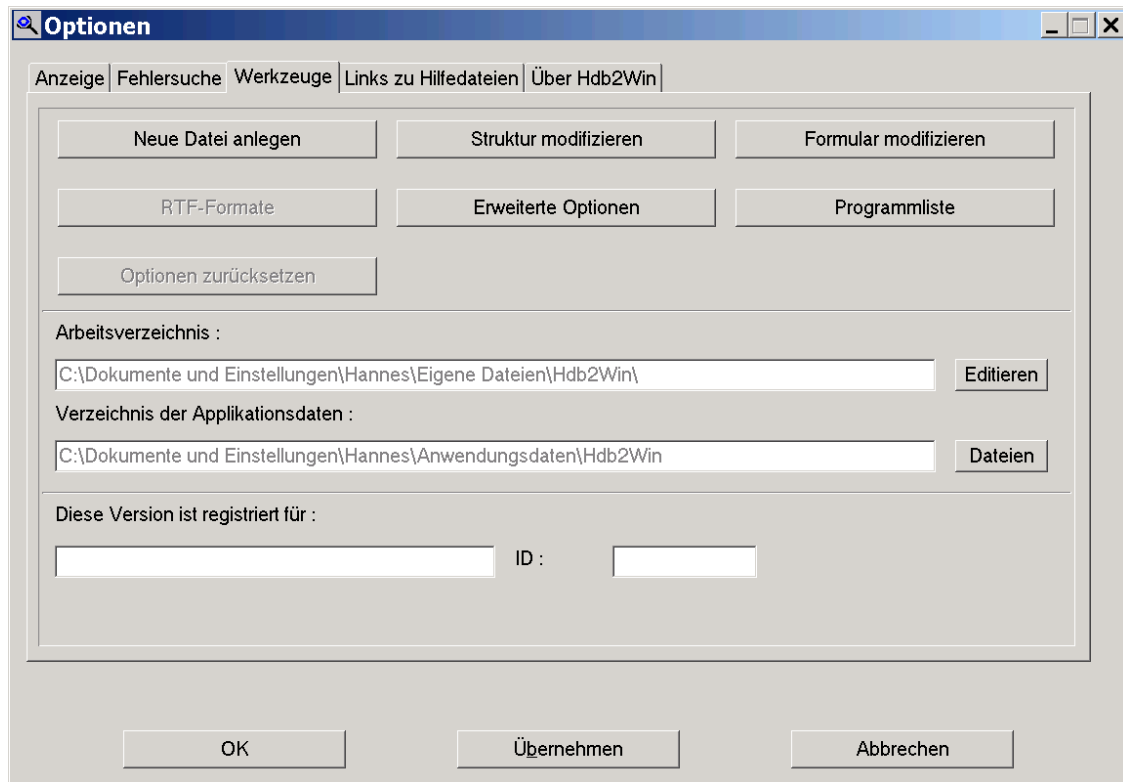 Optionen
Anzeige Fehlersuche Werkzeuge Links zu Hilfedateien Über Hdb2Win
Neue Datei anlegen Struktur modifizieren Formular modifizieren
RTF-Formate Erweiterte Optionen Programmliste
Optionen zurücksetzen
Arbeitsverzeichnis :
C:\Dokumente und Einstellungen\Hannes\Eigene Dateien\Hdb2Win\ Editieren
Verzeichnis der Applikationsdaten :
C:\Dokumente und Einstellungen\Hannes\Anwendungsdaten\Hdb2Win Dateien
Diese Version ist registriert für :
ID :
OK Übernehmen Abbrechen